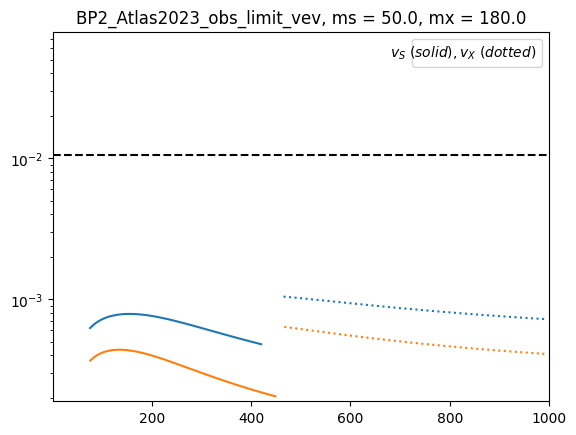 BP2_Atlas2023_obs_limit_vev, ms = 50.0, mx = 180.0
v_S (solid), v_X (dotted)
10^{-2}
10^{-3}
200 400 600 800 1000